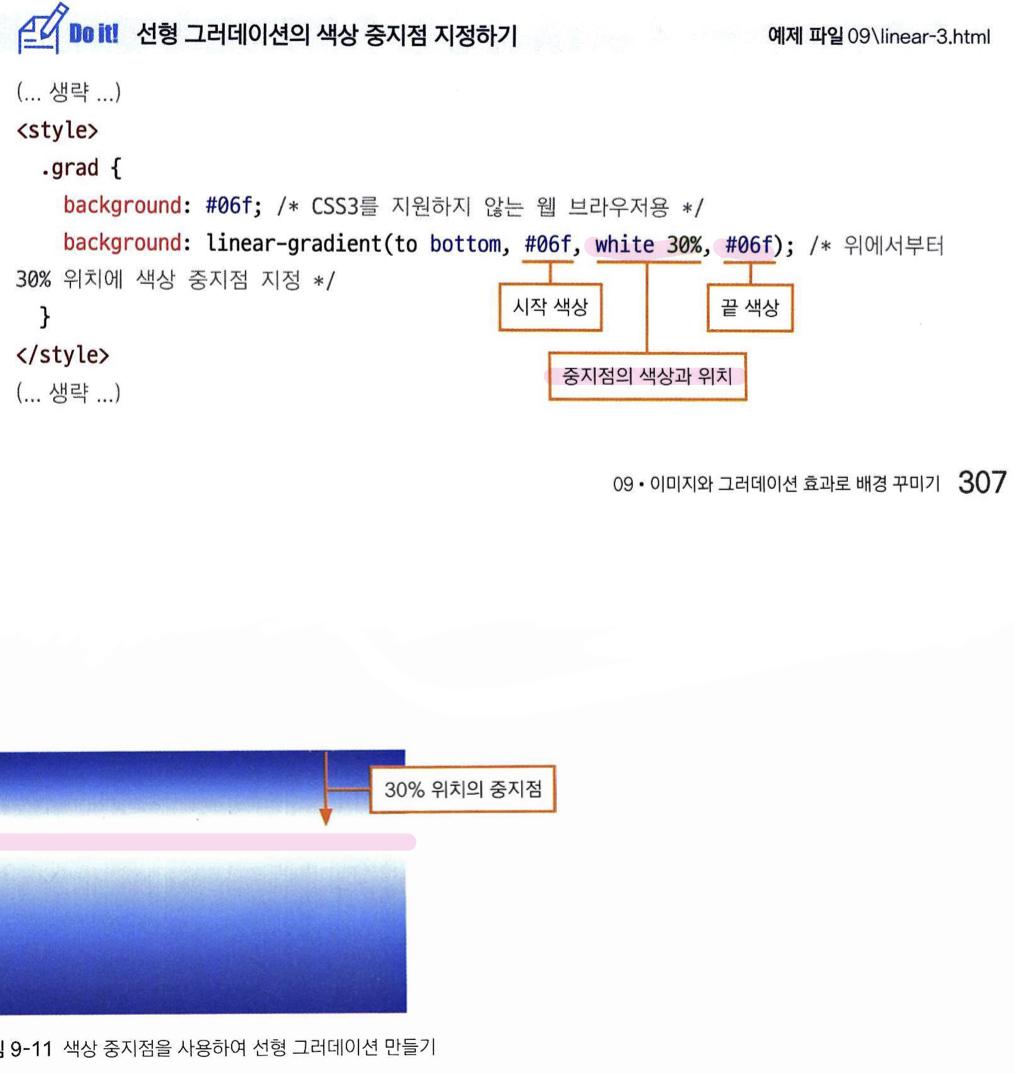 Do it! 선형 그러데이션의 색상 중지점 지정하기
예제 파일 09\linear-3.html
(... 생략 ...)
<style>
.grad {
background: #06f; /* CSS3를 지원하지 않는 웹 브라우저용 */
background: linear-gradient(to bottom, #06f, white 30%, #06f); /* 위에서부터
30% 위치에 색상 중지점 지정 */
시작 색상
끝 색상
}
</style>
중지점의 색상과 위치
(... 생략 ...)
09 • 이미지와 그러데이션 효과로 배경 꾸미기 307
30% 위치의 중지점
9-11 색상 중지점을 사용하여 선형 그러데이션 만들기